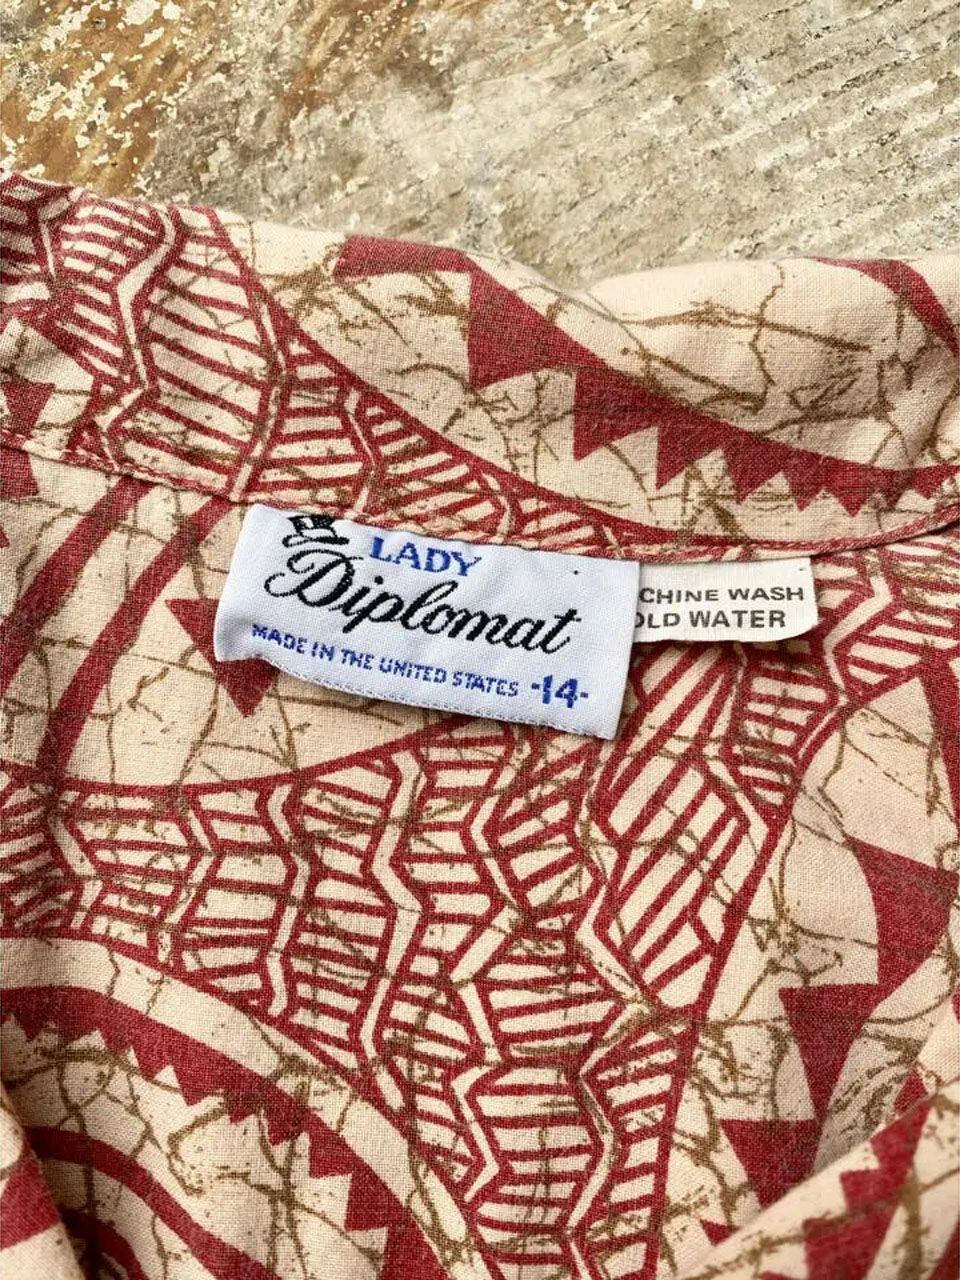 LADY
Diplomat
MADE IN THE UNITED STATES -14-
CHINE WASH
OLD WATER